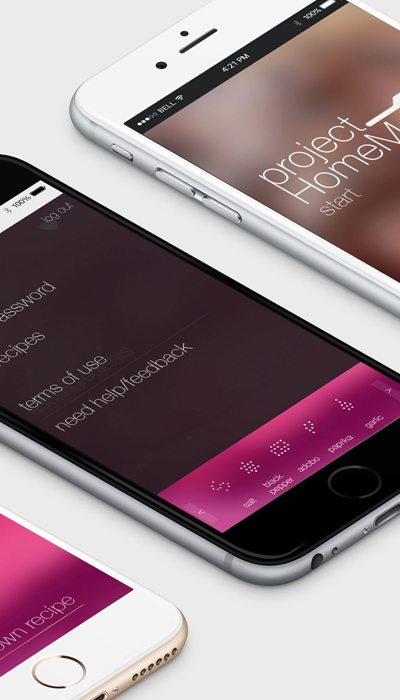 BELL
4:21 PM
100%
project
HomeM
start
100%
log out
assword
ecipes
terms of use
need help/feedback
<
salt
black
pepper
adobo
paprika
garlic
>
own recipe